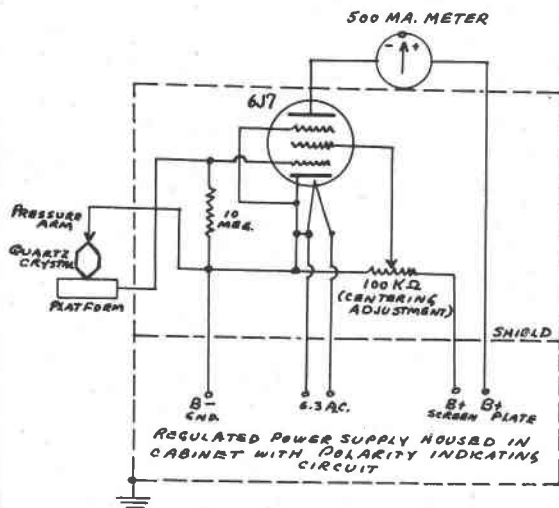 500 MA. METER
- +
6J7
PRESSURE
ARM
QUARTZ
CRYSTAL
PLATFORM
10
MEG.
100 KΩ
(CENTERING
ADJUSTMENT)
SHIELD
B-
GND.
6.3 A.C.
B+
SCREEN
B+
PLATE
REGULATED POWER SUPPLY HOUSED IN
CABINET WITH POLARITY INDICATING
CIRCUIT